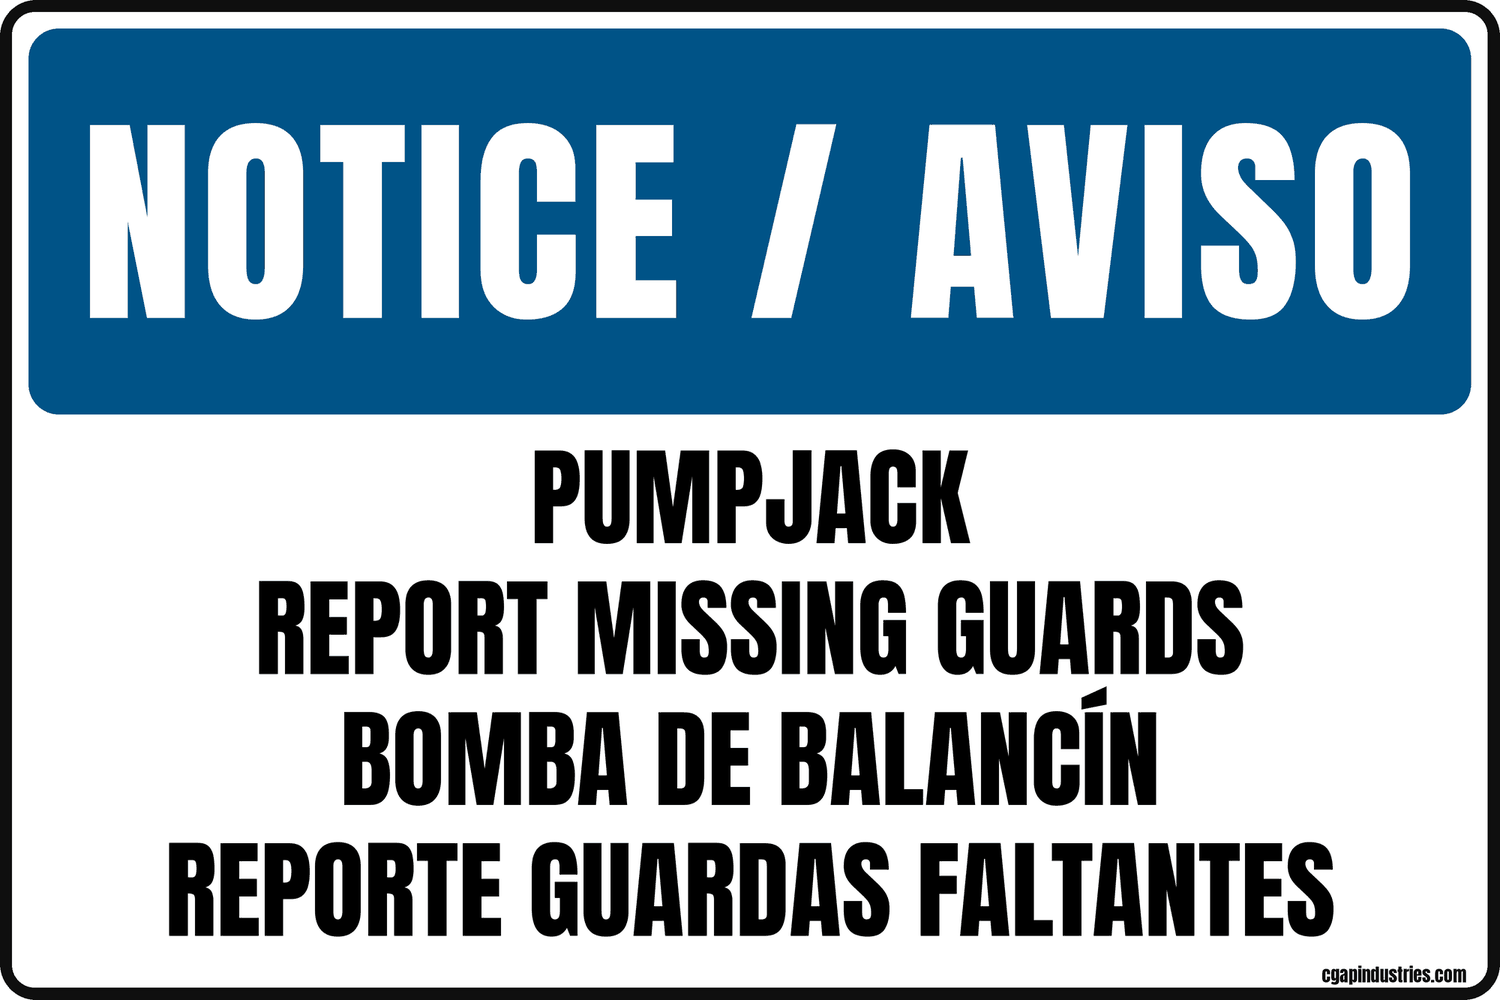 NOTICE / AVISO
PUMPJACK
REPORT MISSING GUARDS
BOMBA DE BALANCÍN
REPORTE GUARDAS FALTANTES
cgapindustries.com